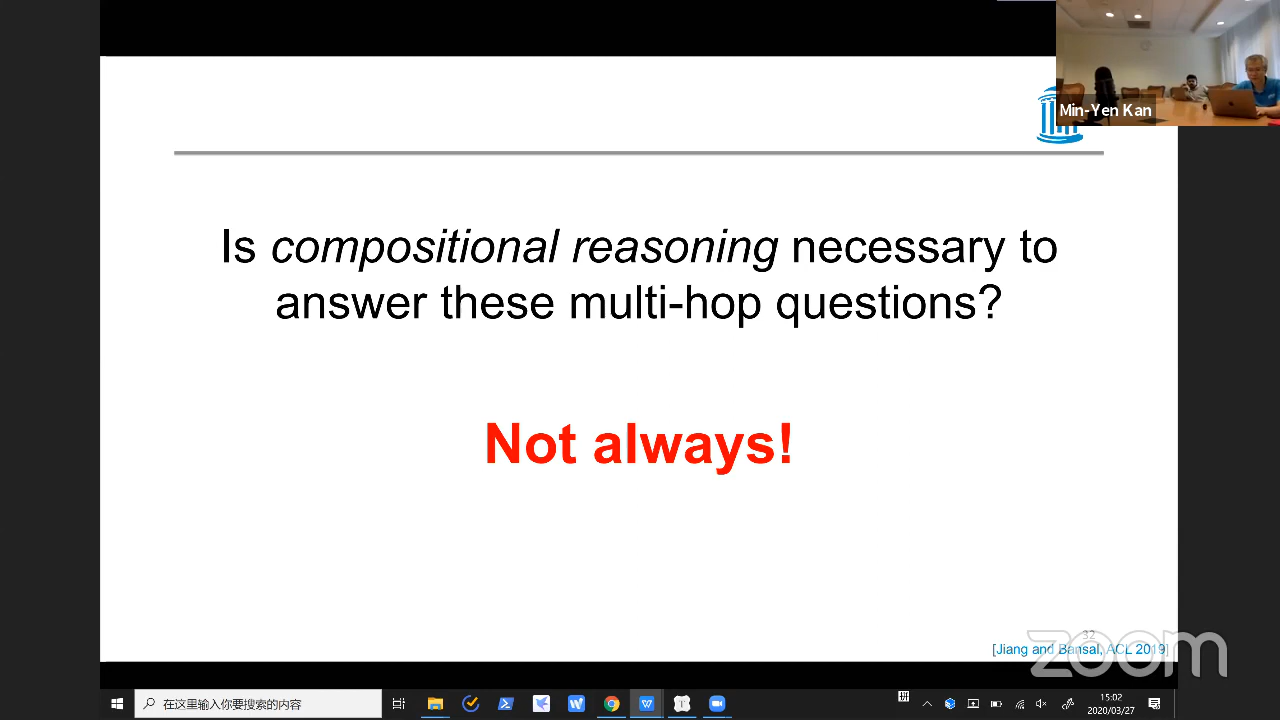 Min-Yen Kan
Is compositional reasoning necessary to
answer these multi-hop questions?
Not always!
32
[Jiang and Bansal, ACL 2019]
zoom
在这里输入你要搜索的内容
15:02
2020/03/27